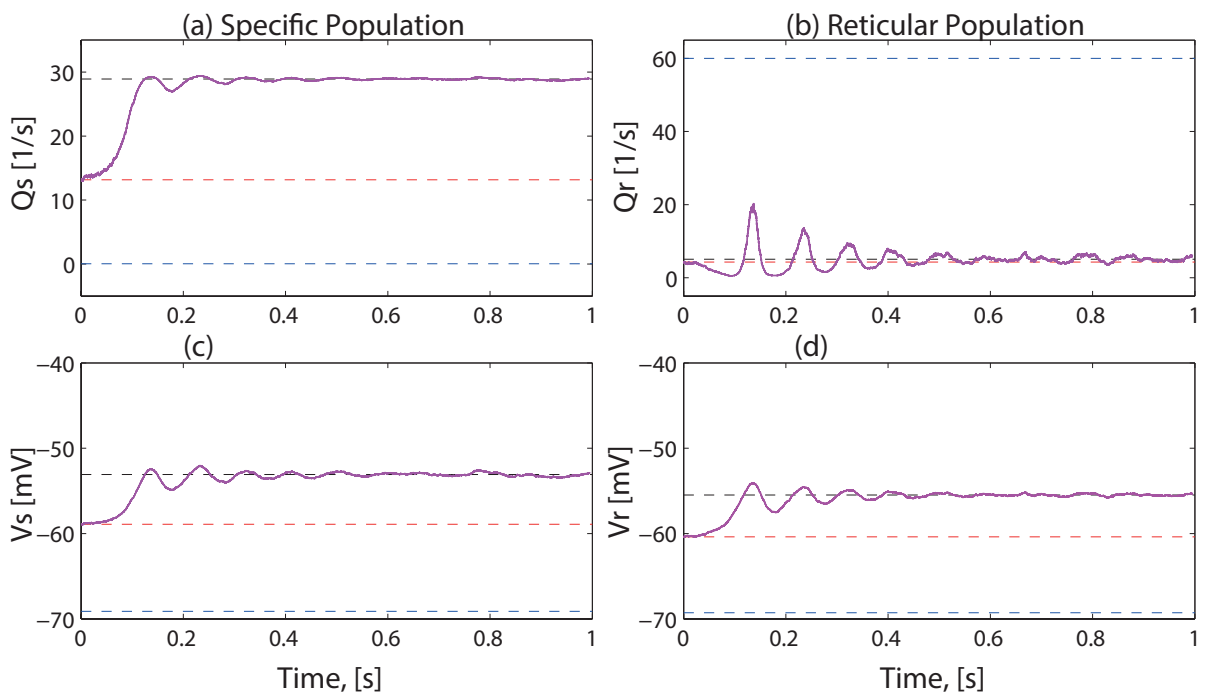 (a) Specific Population
(b) Reticular Population
30
20
10
0
Qs [1/s]
0 0.2 0.4 0.6 0.8 1
60
40
20
0
Qr [1/s]
0 0.2 0.4 0.6 0.8 1
(c)
(d)
−40
−50
−60
−70
Vs [mV]
0 0.2 0.4 0.6 0.8 1
Time, [s]
−40
−50
−60
−70
Vr [mV]
0 0.2 0.4 0.6 0.8 1
Time, [s]